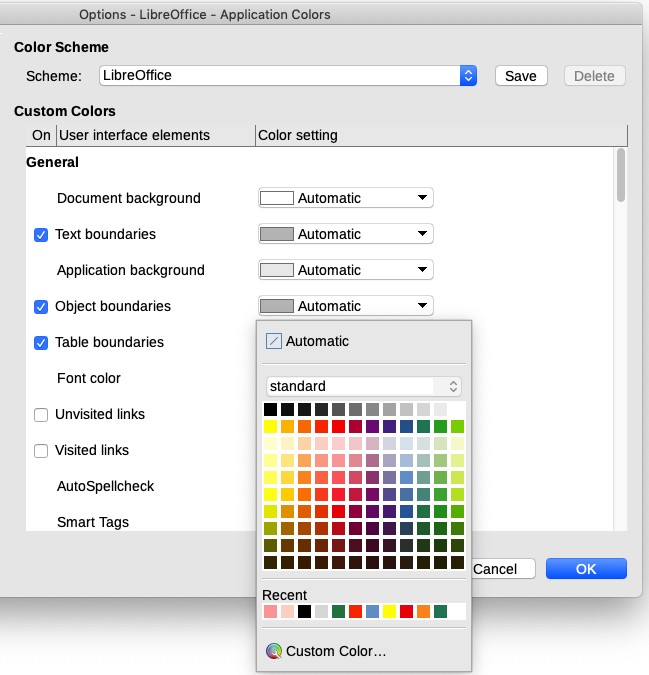 Options - LibreOffice - Application Colors
Color Scheme
Scheme: LibreOffice Save Delete
Custom Colors
On User interface elements Color setting
General
Document background Automatic
Text boundaries Automatic
Application background Automatic
Object boundaries Automatic
Table boundaries Automatic
Font color standard
Unvisited links
Visited links
AutoSpellcheck
Smart Tags
Cancel OK
Recent
Custom Color...